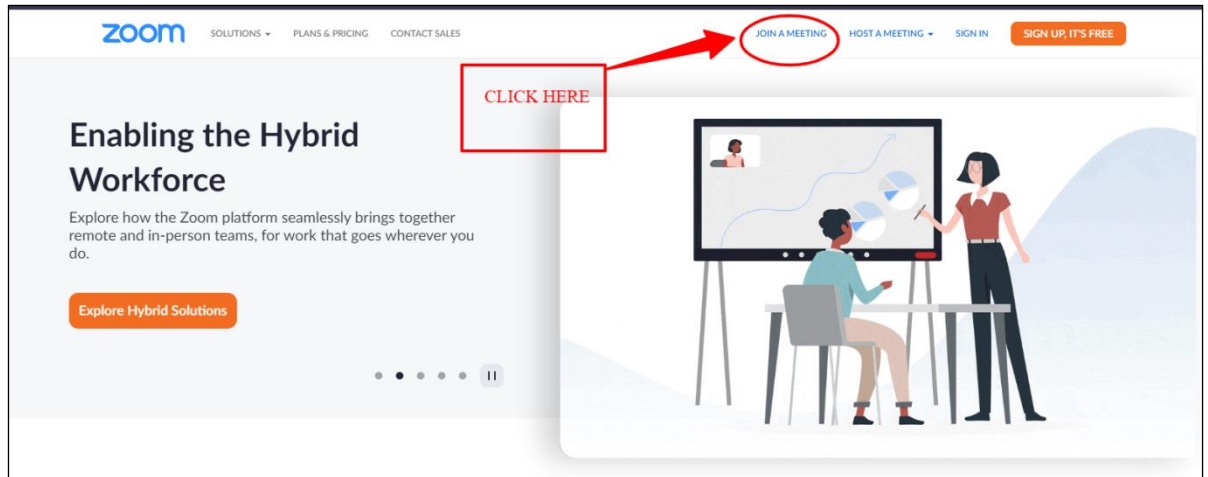 zoom SOLUTIONS PLANS & PRICING CONTACT SALES JOIN A MEETING HOST A MEETING SIGN IN SIGN UP, IT'S FREE
CLICK HERE
Enabling the Hybrid
Workforce
Explore how the Zoom platform seamlessly brings together
remote and in-person teams, for work that goes wherever you
do.
Explore Hybrid Solutions